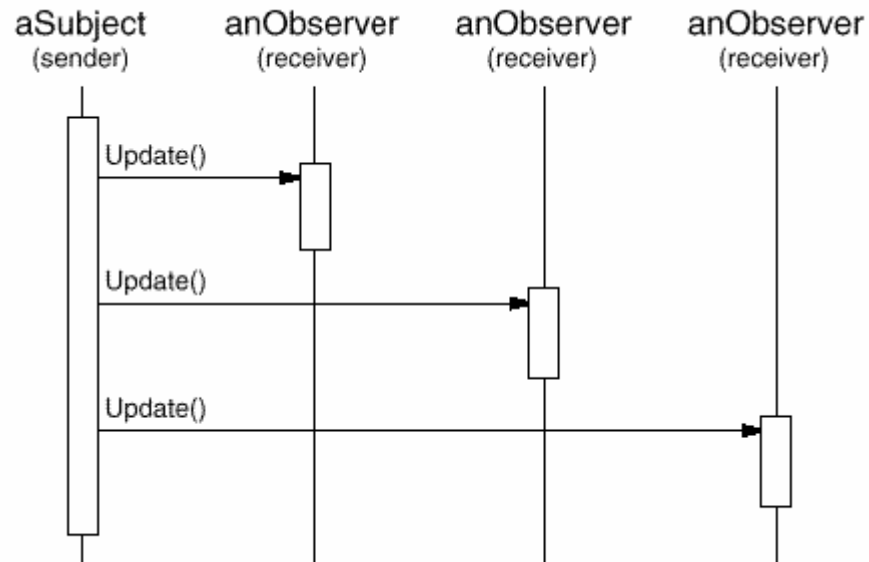 aSubject anObserver anObserver anObserver
(sender) (receiver) (receiver) (receiver)
Update()
Update()
Update()